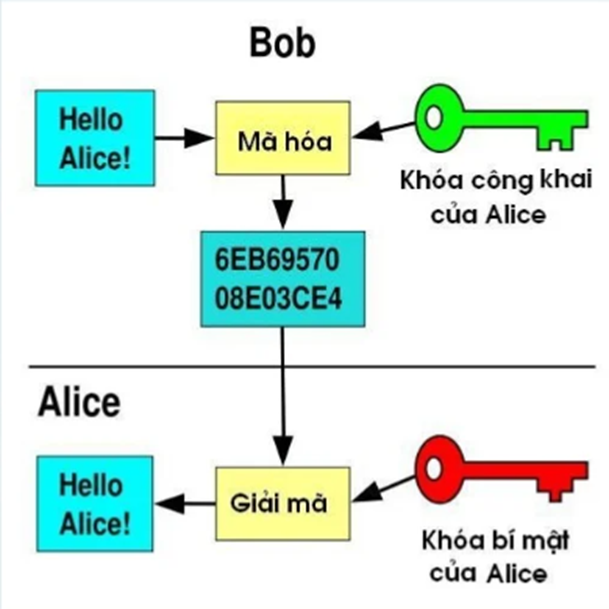 Bob
Hello
Alice!
Mã hóa
Khóa công khai
của Alice
6EB69570
08E03CE4
Alice
Hello
Alice!
Giải mã
Khóa bí mật
của Alice